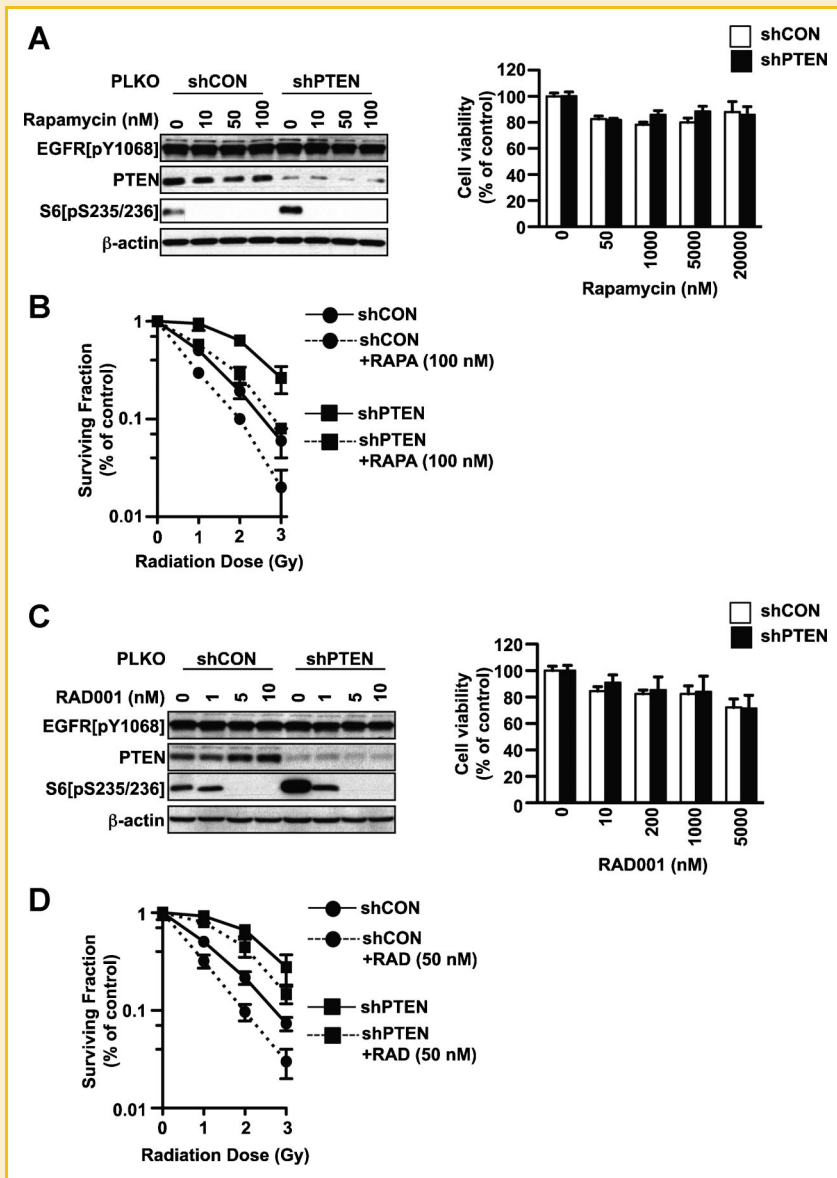 A
PLKO shCON shPTEN
Rapamycin (nM) 0 10 50 100 0 10 50 100
EGFR[pY1068]
PTEN
S6[pS235/236]
β-actin
shCON
shPTEN
Cell viability
(% of control)
120
100
80
60
40
20
0
0 50 1000 5000 20000
Rapamycin (nM)
B
Surviving Fraction
(% of control)
1
0.1
0.01
0 1 2 3
Radiation Dose (Gy)
shCON
shCON
+RAPA (100 nM)
shPTEN
shPTEN
+RAPA (100 nM)
C
PLKO shCON shPTEN
RAD001 (nM) 0 1 5 10 0 1 5 10
EGFR[pY1068]
PTEN
S6[pS235/236]
β-actin
shCON
shPTEN
Cell viability
(% of control)
120
100
80
60
40
20
0
0 10 200 1000 5000
RAD001 (nM)
D
Surviving Fraction
(% of control)
1
0.1
0.01
0 1 2 3
Radiation Dose (Gy)
shCON
shCON
+RAD (50 nM)
shPTEN
shPTEN
+RAD (50 nM)